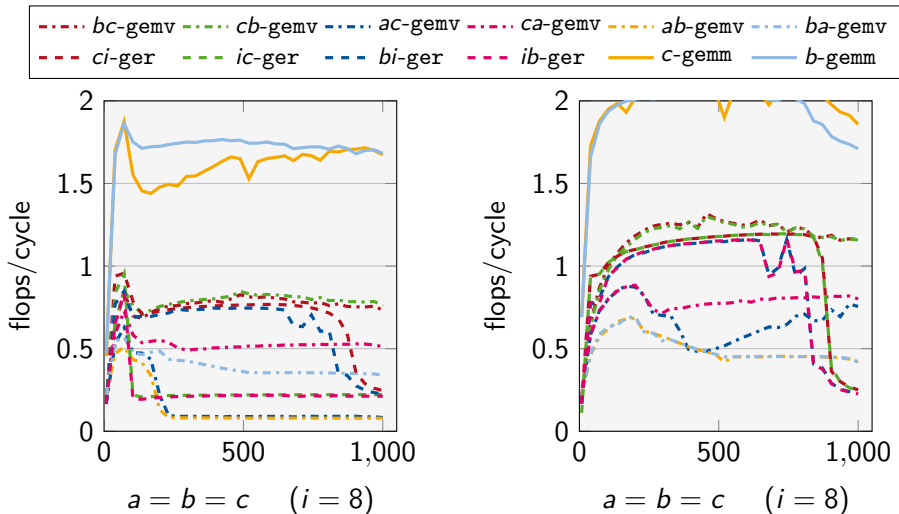 bc-gemv cb-gemv ac-gemv ca-gemv ab-gemv ba-gemv
ci-ger ic-ger bi-ger ib-ger c-gemm b-gemm
2
1.5
1
0.5
0
flops/cycle
0 500 1,000
a = b = c (i = 8)
2
1.5
1
0.5
0
flops/cycle
0 500 1,000
a = b = c (i = 8)